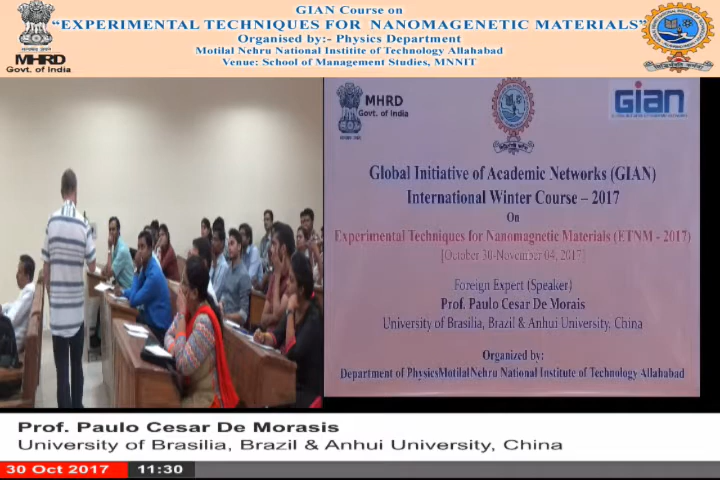 GIAN Course on
“EXPERIMENTAL TECHNIQUES FOR NANOMAGENETIC MATERIALS”
Organised by:- Physics Department
Motilal Nehru National Institite of Technology Allahabad
Venue: School of Management Studies, MNNIT
MHRD
Govt. of India
MHRD
Govt. of India
GIAN
Global Initiative of Academic Networks (GIAN)
International Winter Course – 2017
On
Experimental Techniques for Nanomagnetic Materials (ETNM - 2017)
[October 30-November 04, 2017]
Foreign Expert (Speaker)
Prof. Paulo Cesar De Morais
University of Brasilia, Brazil & Anhui University, China
Organized by:
Department of PhysicsMotilalNehru National Institute of Technology Allahabad
Prof. Paulo Cesar De Morasis
University of Brasilia, Brazil & Anhui University, China
30 Oct 2017 11:30